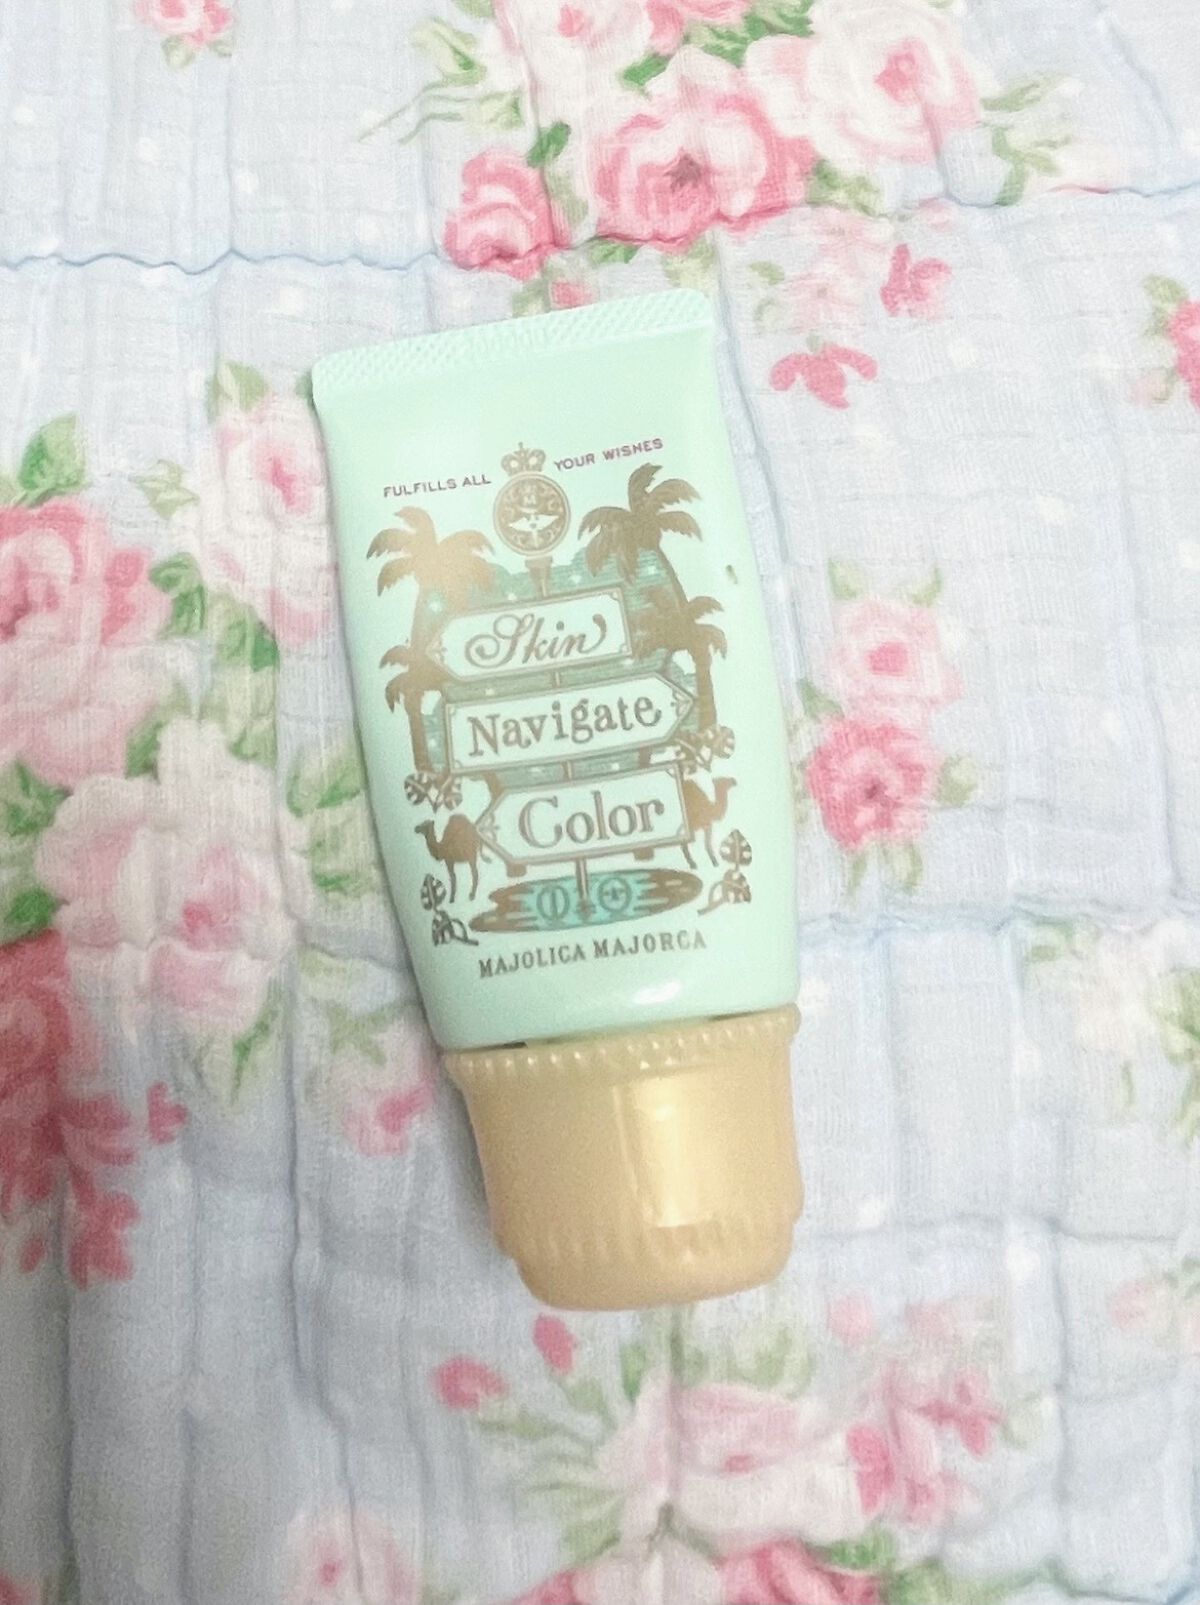 FULFILLS ALL YOUR WISHES
M
Skin
Navigate
Color
MAJOLICA MAJORCA